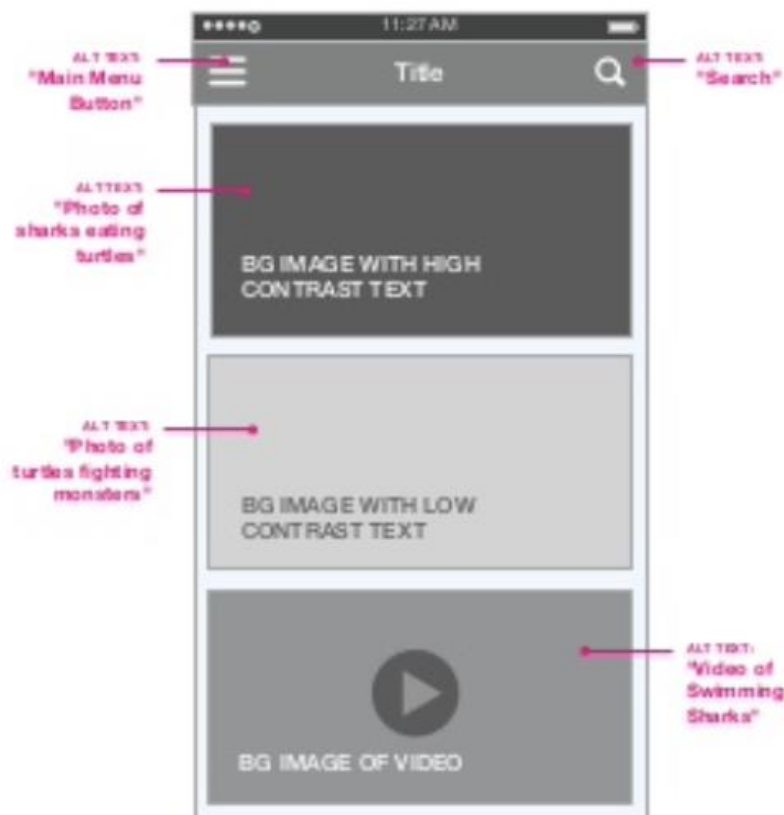 11:27 AM
ALT TEXT:
"Main Menu
Button"
Title
ALT TEXT:
"Search"
ALT TEXT:
"Photo of
sharks eating
turtles"
BG IMAGE WITH HIGH
CONTRAST TEXT
ALT TEXT:
"Photo of
turtles fighting
monsters"
BG IMAGE WITH LOW
CONTRAST TEXT
ALT TEXT:
"Video of
Swimming
Sharks"
BG IMAGE OF VIDEO